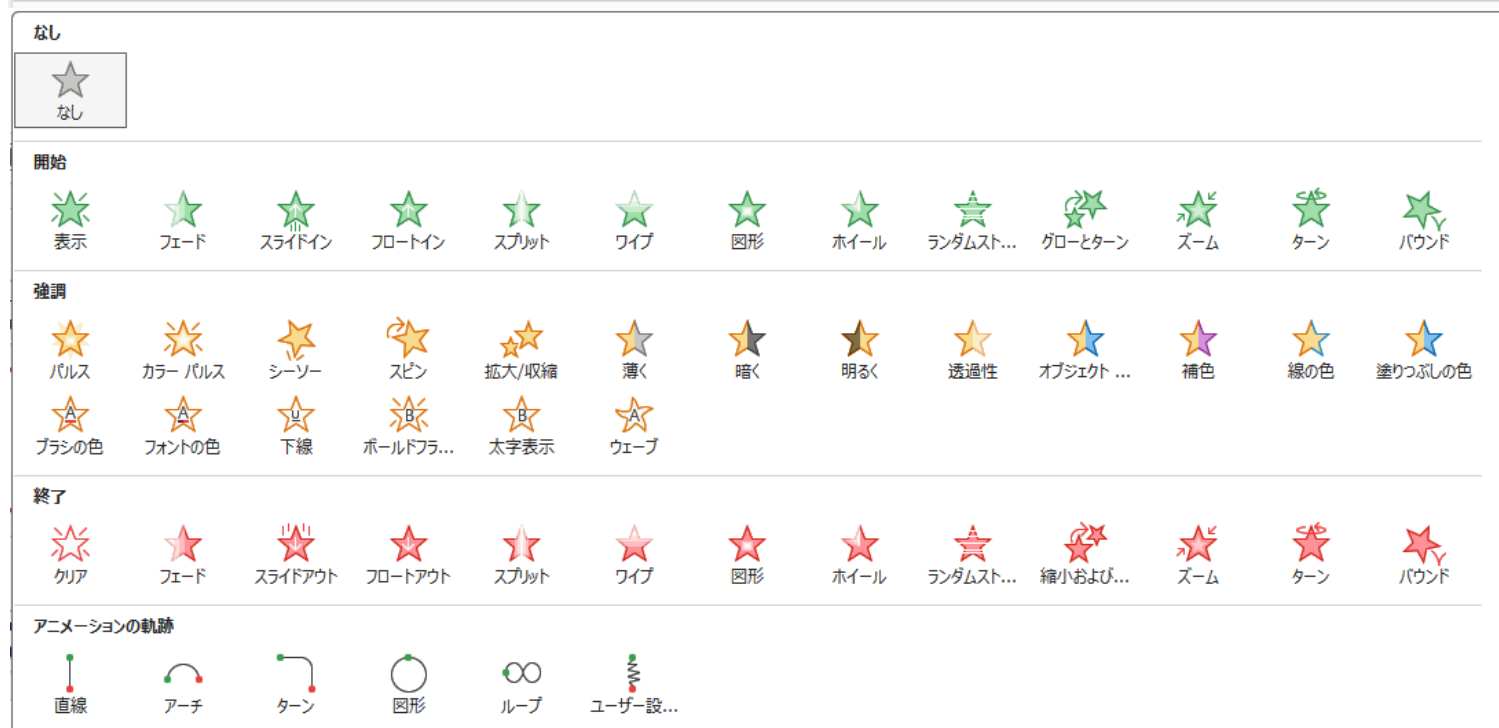 なし
なし
開始
表示 フェード スライドイン フロートイン スプリット ワイプ 図形 ホイール ランダムスト... グローとターン ズーム ターン バウンド
強調
パルス カラー パルス シーソー スピン 拡大/収縮 薄く 暗く 明るく 透過性 オブジェクト ... 補色 線の色 塗りつぶしの色
ブラシの色 フォントの色 下線 ボールドフラ... 太字表示 ウェーブ
終了
クリア フェード スライドアウト フロートアウト スプリット ワイプ 図形 ホイール ランダムスト... 縮小および... ズーム ターン バウンド
アニメーションの軌跡
直線 アーチ ターン 図形 ループ ユーザー設...